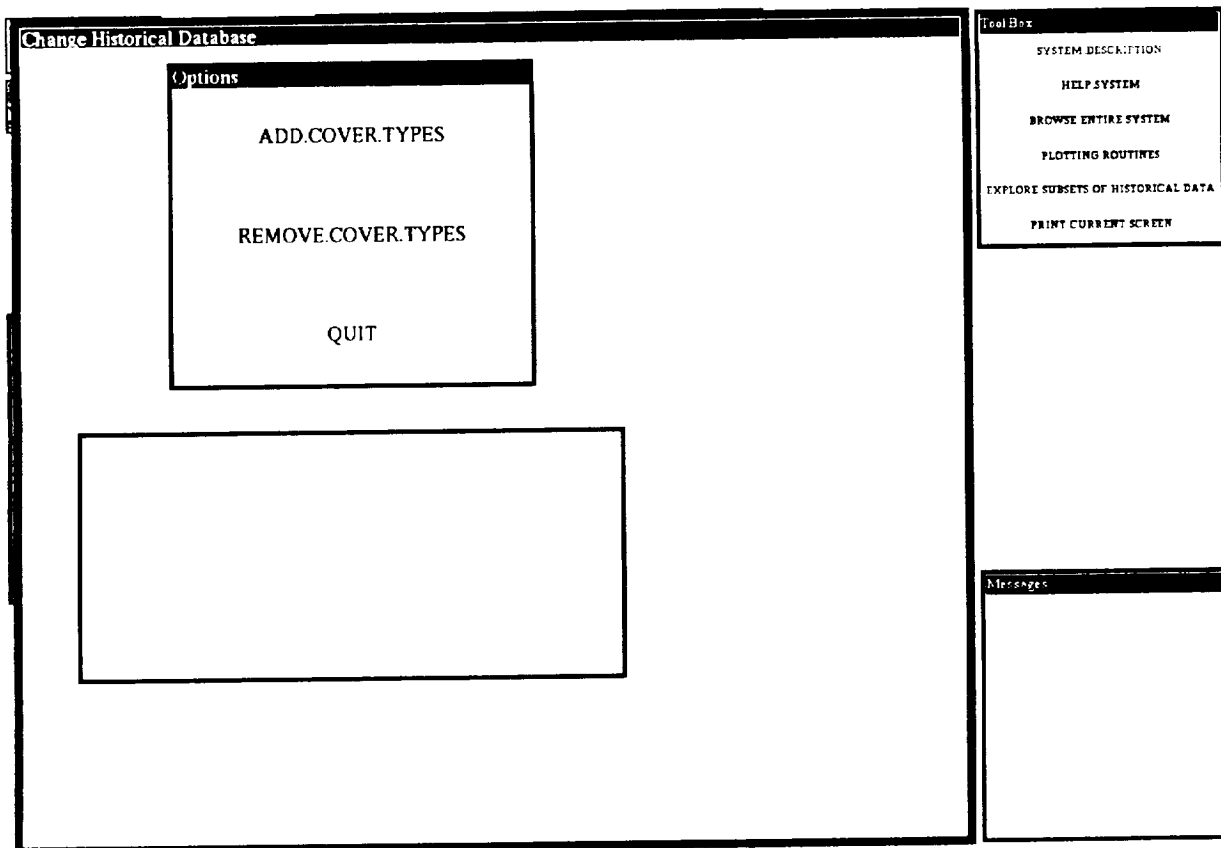 Change Historical Database
Options
ADD.COVER.TYPES
REMOVE.COVER.TYPES
QUIT
Tool Box
SYSTEM.DESCRIPTION
HELP.SYSTEM
BROWSE ENTIRE SYSTEM
PLOTTING ROUTINES
EXPLORE SUBSETS OF HISTORICAL DATA
PRINT CURRENT SCREEN
Messages